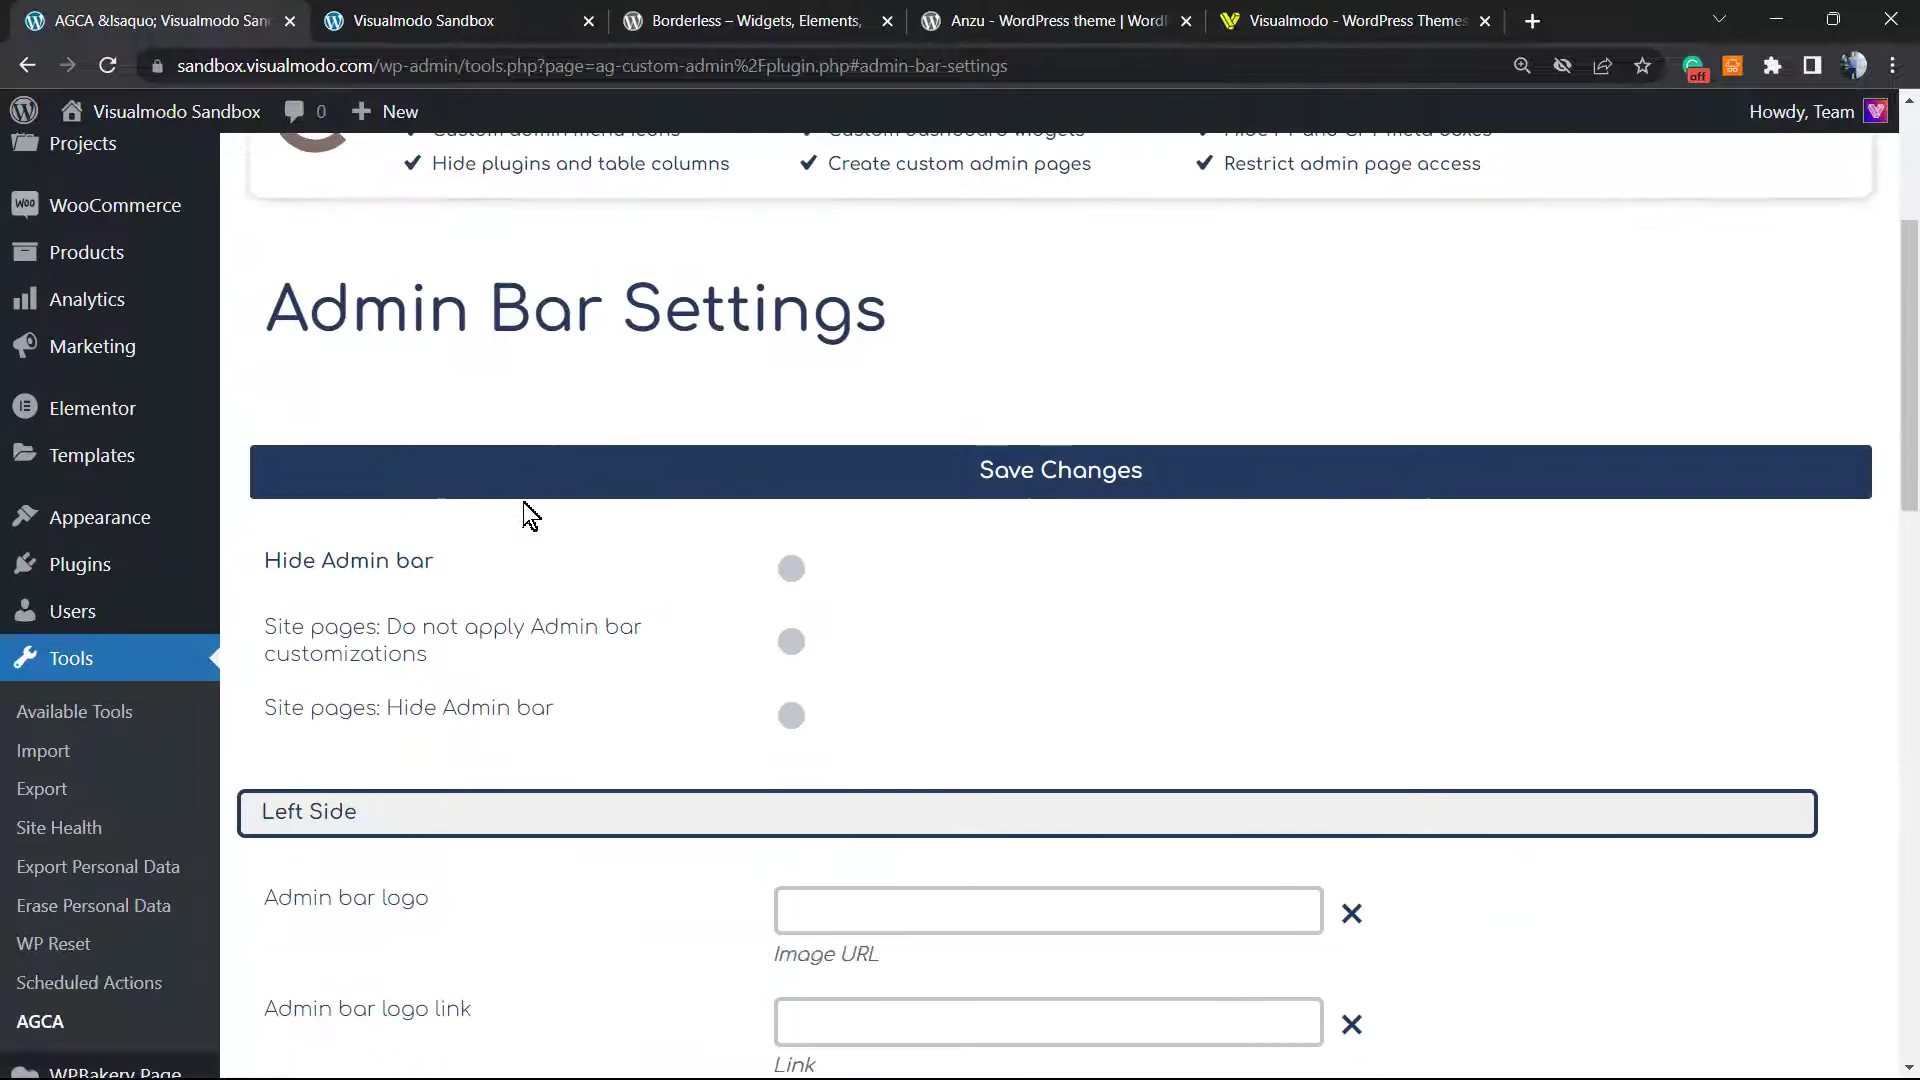 AGCA &lsaquo; Visualmodo San
Visualmodo Sandbox
Borderless – Widgets, Elements,
Anzu - WordPress theme | Word
Visualmodo - WordPress Themes
sandbox.visualmodo.com/wp-admin/tools.php?page=ag-custom-admin%2Fplugin.php#admin-bar-settings
off
Visualmodo Sandbox
0
New
Howdy, Team
Projects
WooCommerce
Products
Analytics
Marketing
Elementor
Templates
Appearance
Plugins
Users
Tools
Available Tools
Import
Export
Site Health
Export Personal Data
Erase Personal Data
WP Reset
Scheduled Actions
AGCA
WPBakery Page
Custom admin menu icons
Custom dashboard widgets
Hide plugins and table columns
Create custom admin pages
Restrict admin page access
Admin Bar Settings
Save Changes
Hide Admin bar
Site pages: Do not apply Admin bar
customizations
Site pages: Hide Admin bar
Left Side
Admin bar logo
Image URL
Admin bar logo link
Link